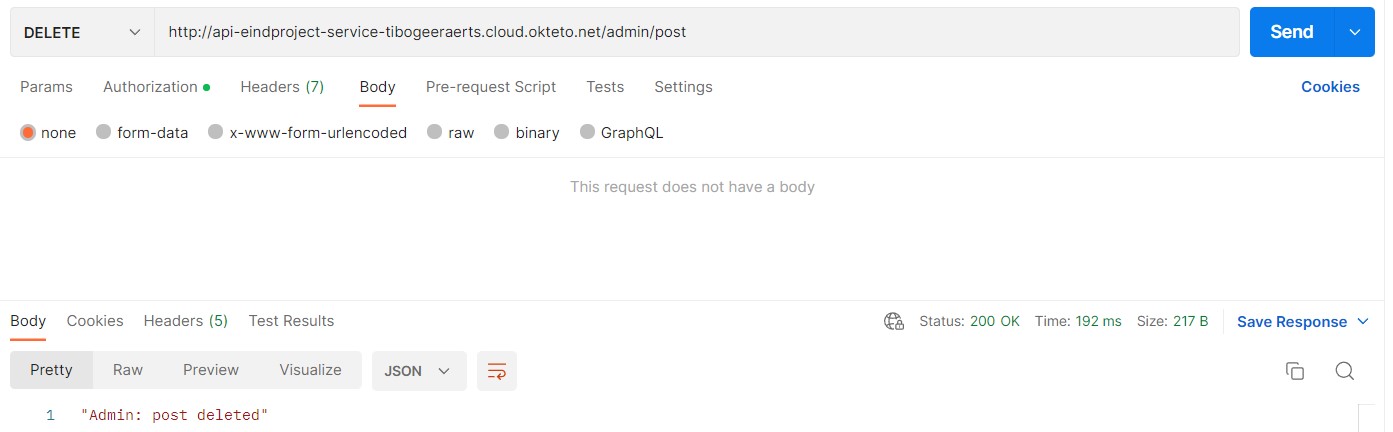 DELETE http://api-eindproject-service-tibogeeraerts.cloud.okteto.net/admin/post Send
Params Authorization Headers (7) Body Pre-request Script Tests Settings Cookies
none form-data x-www-form-urlencoded raw binary GraphQL
This request does not have a body
Body Cookies Headers (5) Test Results Status: 200 OK Time: 192 ms Size: 217 B Save Response
Pretty Raw Preview Visualize JSON
1 "Admin: post deleted"